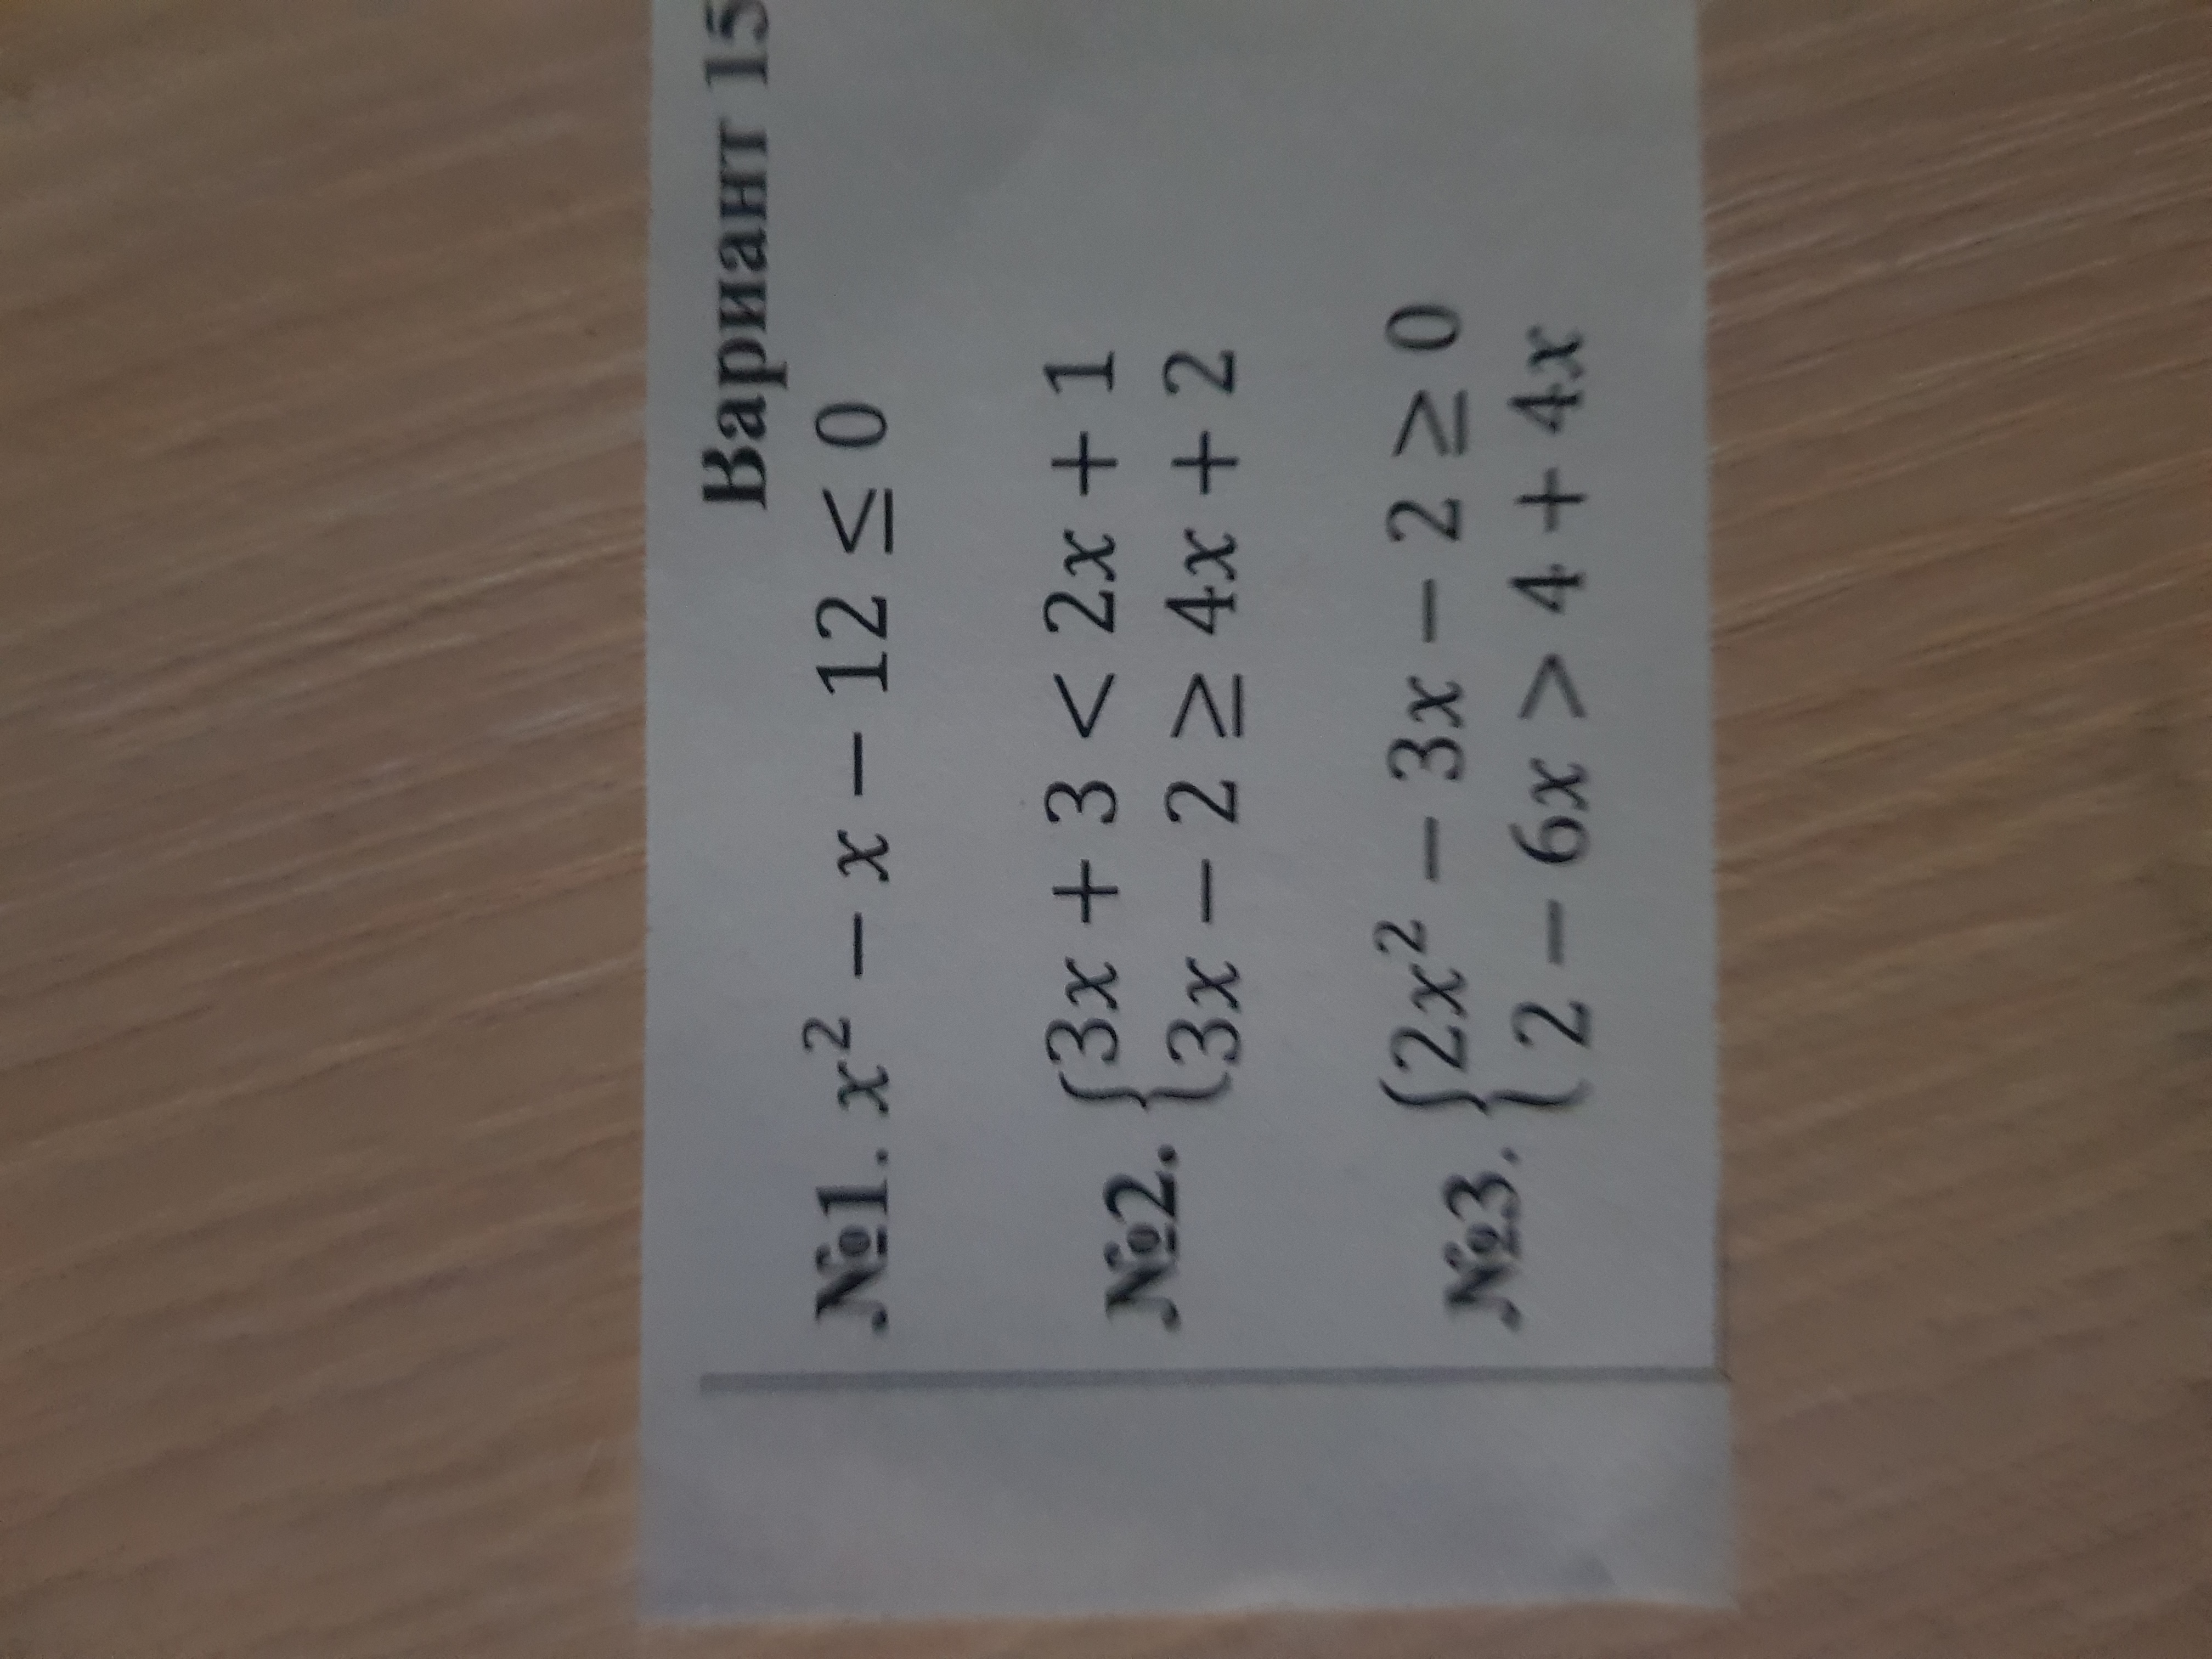 Вариант 15
№1. x² − x − 12 ≤ 0
№2. {3x + 3 < 2x + 1
{3x − 2 ≥ 4x + 2
№3. {2x² − 3x − 2 ≥ 0
{2 − 6x > 4 + 4x